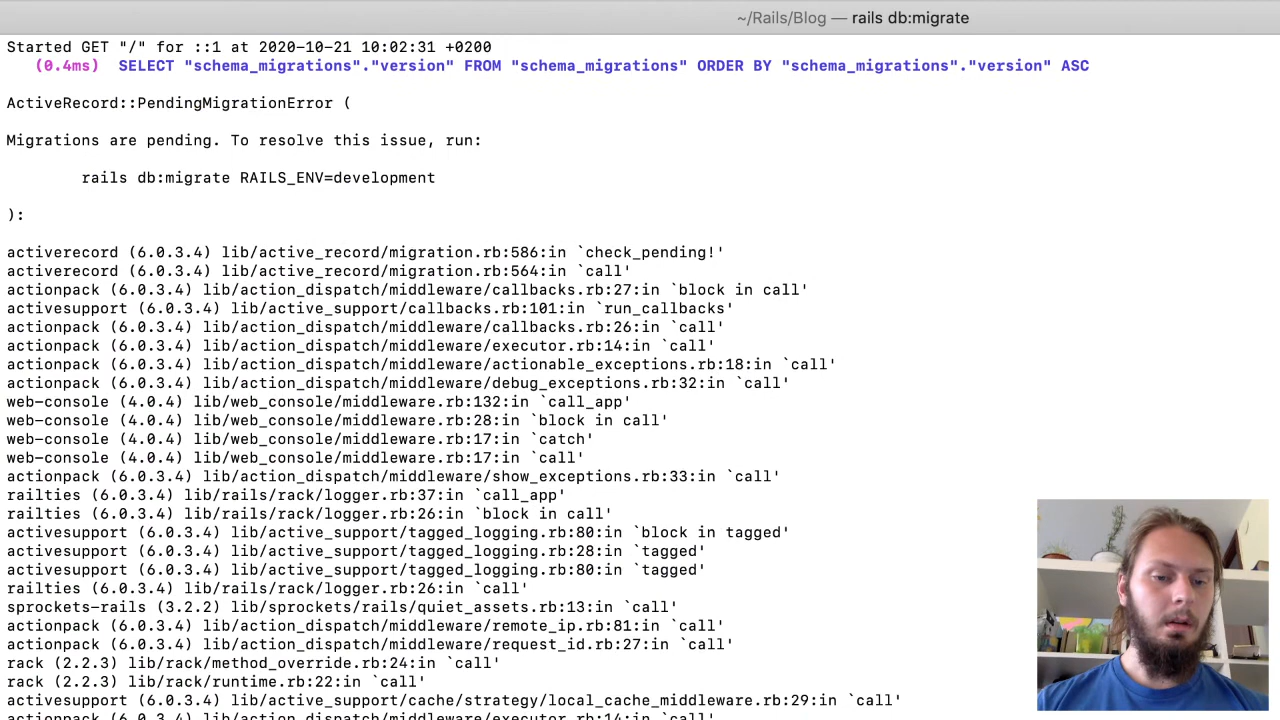 ~/Rails/Blog — rails db:migrate
Started GET "/" for ::1 at 2020-10-21 10:02:31 +0200
(0.4ms) SELECT "schema_migrations"."version" FROM "schema_migrations" ORDER BY "schema_migrations"."version" ASC
ActiveRecord::PendingMigrationError (
Migrations are pending. To resolve this issue, run:
rails db:migrate RAILS_ENV=development
):
activerecord (6.0.3.4) lib/active_record/migration.rb:586:in `check_pending!'
activerecord (6.0.3.4) lib/active_record/migration.rb:564:in `call'
actionpack (6.0.3.4) lib/action_dispatch/middleware/callbacks.rb:27:in `block in call'
activesupport (6.0.3.4) lib/active_support/callbacks.rb:101:in `run_callbacks'
actionpack (6.0.3.4) lib/action_dispatch/middleware/callbacks.rb:26:in `call'
actionpack (6.0.3.4) lib/action_dispatch/middleware/executor.rb:14:in `call'
actionpack (6.0.3.4) lib/action_dispatch/middleware/actionable_exceptions.rb:18:in `call'
actionpack (6.0.3.4) lib/action_dispatch/middleware/debug_exceptions.rb:32:in `call'
web-console (4.0.4) lib/web_console/middleware.rb:132:in `call_app'
web-console (4.0.4) lib/web_console/middleware.rb:28:in `block in call'
web-console (4.0.4) lib/web_console/middleware.rb:17:in `catch'
web-console (4.0.4) lib/web_console/middleware.rb:17:in `call'
actionpack (6.0.3.4) lib/action_dispatch/middleware/show_exceptions.rb:33:in `call'
railties (6.0.3.4) lib/rails/rack/logger.rb:37:in `call_app'
railties (6.0.3.4) lib/rails/rack/logger.rb:26:in `block in call'
activesupport (6.0.3.4) lib/active_support/tagged_logging.rb:80:in `block in tagged'
activesupport (6.0.3.4) lib/active_support/tagged_logging.rb:28:in `tagged'
activesupport (6.0.3.4) lib/active_support/tagged_logging.rb:80:in `tagged'
railties (6.0.3.4) lib/rails/rack/logger.rb:26:in `call'
sprockets-rails (3.2.2) lib/sprockets/rails/quiet_assets.rb:13:in `call'
actionpack (6.0.3.4) lib/action_dispatch/middleware/remote_ip.rb:81:in `call'
actionpack (6.0.3.4) lib/action_dispatch/middleware/request_id.rb:27:in `call'
rack (2.2.3) lib/rack/method_override.rb:24:in `call'
rack (2.2.3) lib/rack/runtime.rb:22:in `call'
activesupport (6.0.3.4) lib/active_support/cache/strategy/local_cache_middleware.rb:29:in `call'
actionpack (6.0.3.4) lib/action_dispatch/middleware/executor.rb:14:in `call'